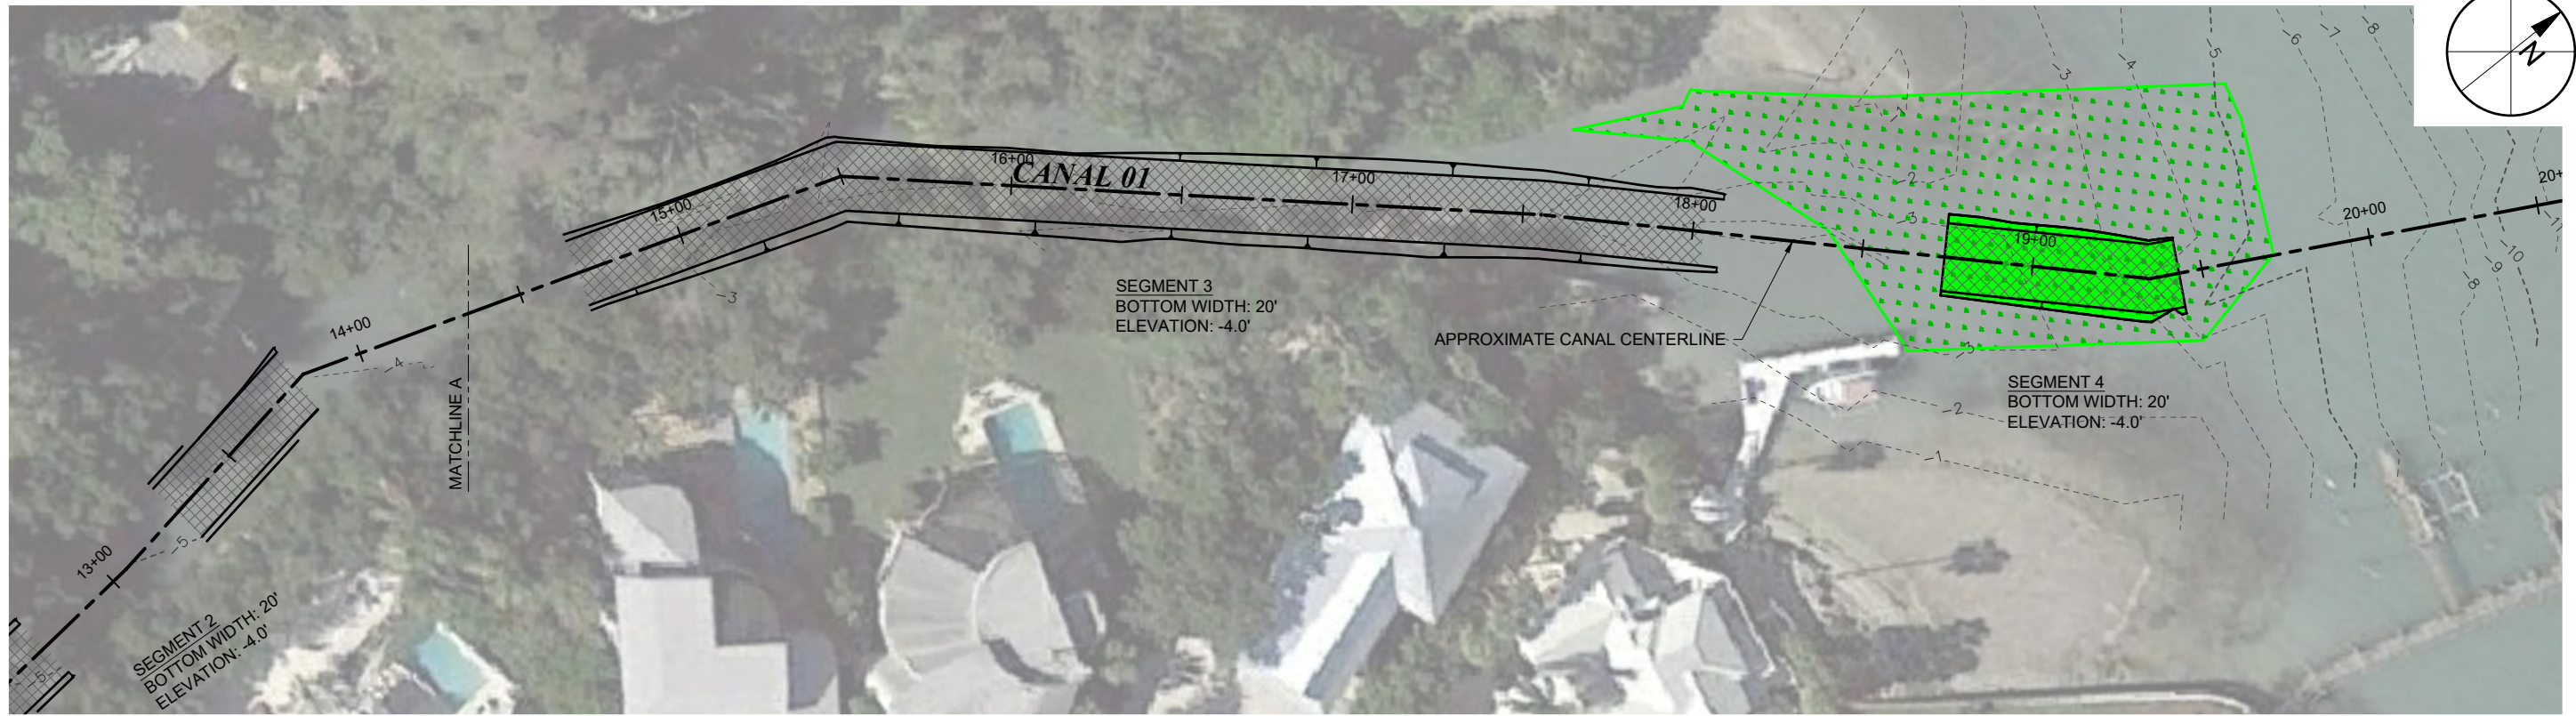 N
-6
-7
-8
-5
-4
-3
-1
16+00
CANAL 01
17+00
-2
15+00
18+00
20+
-3
20+00
19+00
-10
-9
-8
-3
SEGMENT 3
BOTTOM WIDTH: 20'
ELEVATION: -4.0'
14+00
APPROXIMATE CANAL CENTERLINE
-3
-4
MATCHLINE A
SEGMENT 4
BOTTOM WIDTH: 20'
ELEVATION: -4.0'
-2
-1
-5
13+00
SEGMENT 2
BOTTOM WIDTH: 20'
ELEVATION: -4.0'
-5